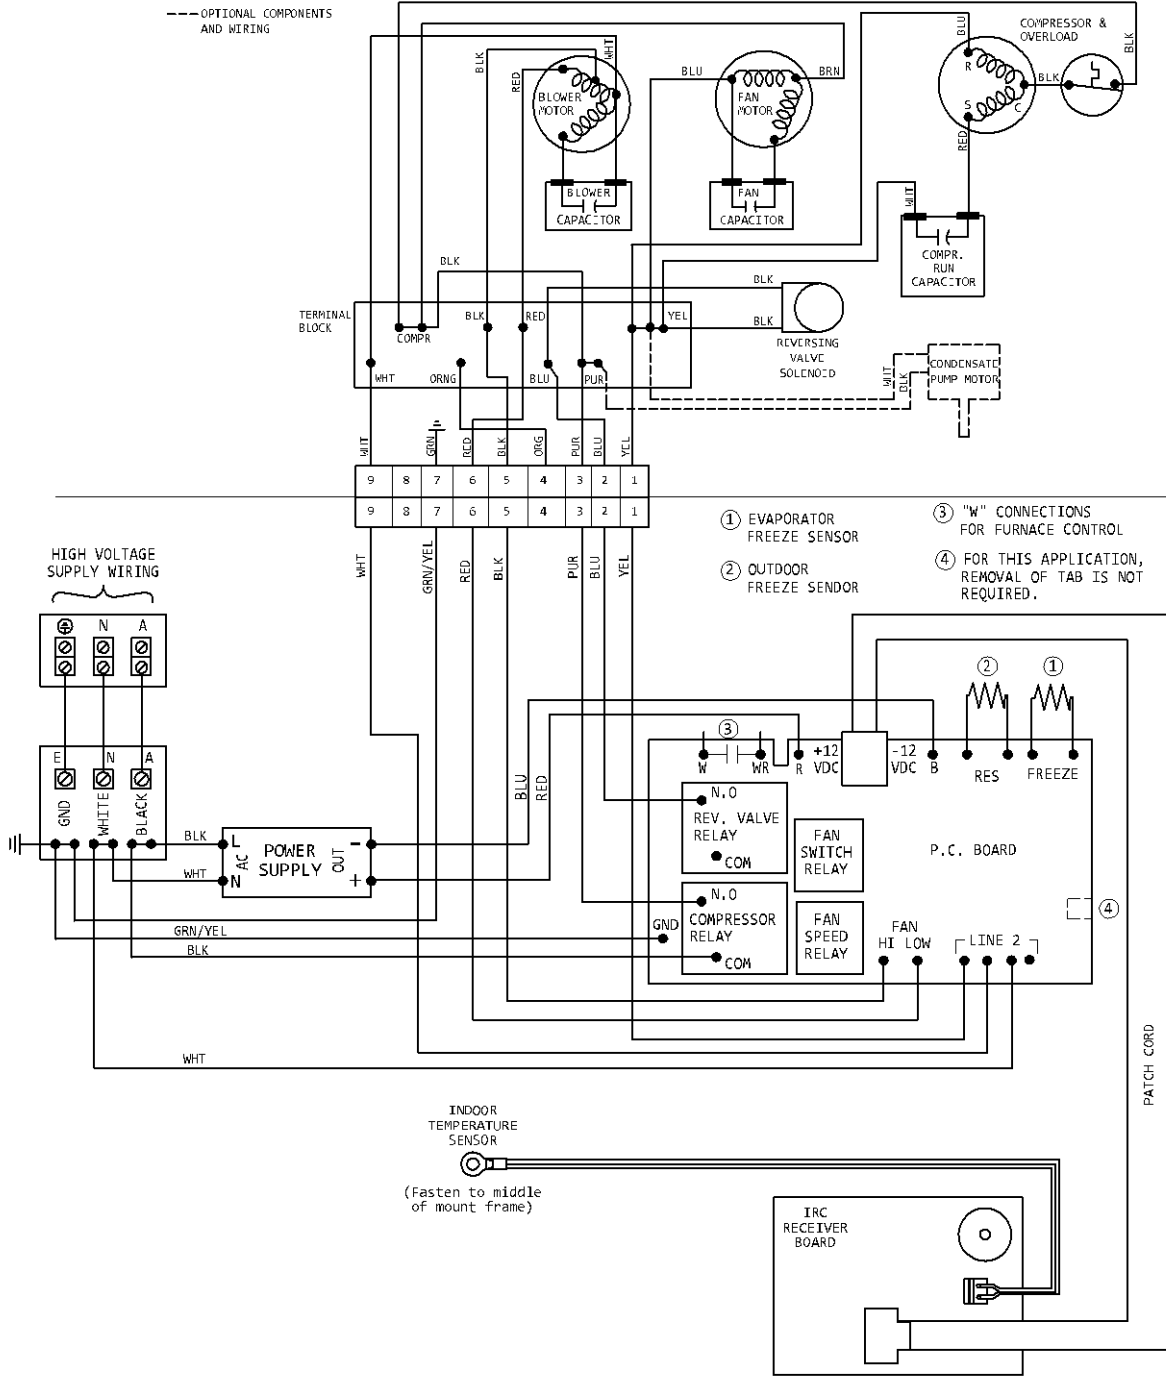 OPTIONAL COMPONENTS
AND WIRING
BLU
COMPRESSOR &
OVERLOAD
BLK
WHT
WHT
BLK
RED
BLOWER
MOTOR
BLU
BRN
FAN
MOTOR
R
S
C
BLK
RED
BLOWER
CAPACITOR
FAN
CAPACITOR
WHT
COMPR.
RUN
CAPACITOR
BLK
BLK
BLK
TERMINAL
BLOCK
COMPR
BLK
RED
YEL
REVERSING
VALVE
SOLENOID
WHT
ORNG
BLU
PUR
WHT
BLK
CONDENSATE
PUMP MOTOR
WHT
GRN
RED
BLK
ORG
PUR
BLU
YEL
9 8 7 6 5 4 3 2 1
9 8 7 6 5 4 3 2 1
1 EVAPORATOR
FREEZE SENSOR
2 OUTDOOR
FREEZE SENDOR
3 "W" CONNECTIONS
FOR FURNACE CONTROL
4 FOR THIS APPLICATION,
REMOVAL OF TAB IS NOT
REQUIRED.
HIGH VOLTAGE
SUPPLY WIRING
WHT
GRN/YEL
RED
BLK
PUR
BLU
YEL
N A
E N A
GND
WHITE
BLACK
BLK
WHT
L
N
AC
POWER
SUPPLY
OUT
-
+
BLU
RED
GRN/YEL
BLK
WHT
3
2
1
W
WR
R
+12
VDC
-12
VDC
B
RES
FREEZE
N.O
REV. VALVE
RELAY
COM
FAN
SWITCH
RELAY
P.C. BOARD
N.O
COMPRESSOR
RELAY
COM
GND
FAN
SPEED
RELAY
FAN
HI LOW
LINE 2
4
PATCH CORD
INDOOR
TEMPERATURE
SENSOR
(Fasten to middle
of mount frame)
IRC
RECEIVER
BOARD